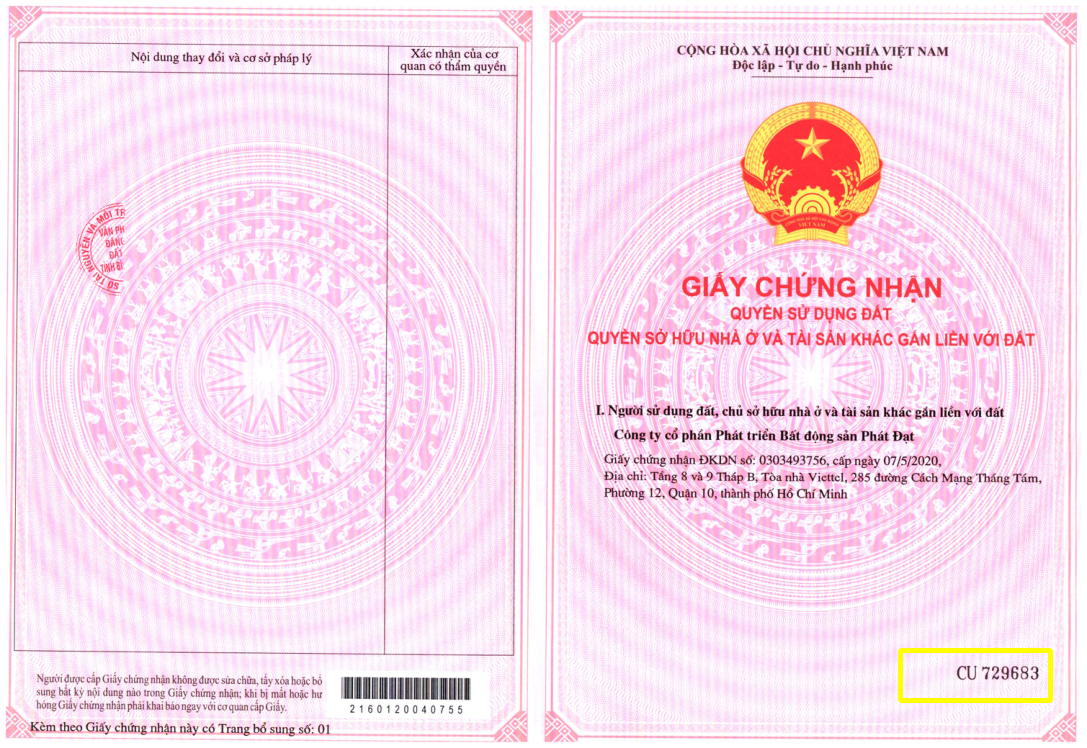 Nội dung thay đổi và cơ sở pháp lý
Xác nhận của cơ
quan có thẩm quyền
SỞ TÀI NGUYÊN VÀ MÔI TR
VĂN PH
ĐĂNG
ĐẤT
TỈNH BÌ
Người được cấp Giấy chứng nhận không được sửa chữa, tẩy xóa hoặc bổ
sung bất kỳ nội dung nào trong Giấy chứng nhận; khi bị mất hoặc hư
hỏng Giấy chứng nhận phải khai báo ngay với cơ quan cấp Giấy.
2160120040755
Kèm theo Giấy chứng nhận này có Trang bổ sung số: 01
CỘNG HÒA XÃ HỘI CHỦ NGHĨA VIỆT NAM
Độc lập - Tự do - Hạnh phúc
VIỆT NAM
GIẤY CHỨNG NHẬN
QUYỀN SỬ DỤNG ĐẤT
QUYỀN SỞ HỮU NHÀ Ở VÀ TÀI SẢN KHÁC GẮN LIỀN VỚI ĐẤT
I. Người sử dụng đất, chủ sở hữu nhà ở và tài sản khác gắn liền với đất
Công ty cổ phần Phát triển Bất động sản Phát Đạt
Giấy chứng nhận ĐKDN số: 0303493756, cấp ngày 07/5/2020,
Địa chỉ: Tầng 8 và 9 Tháp B, Tòa nhà Viettel, 285 đường Cách Mạng Tháng Tám,
Phường 12, Quận 10, thành phố Hồ Chí Minh
CU 729683